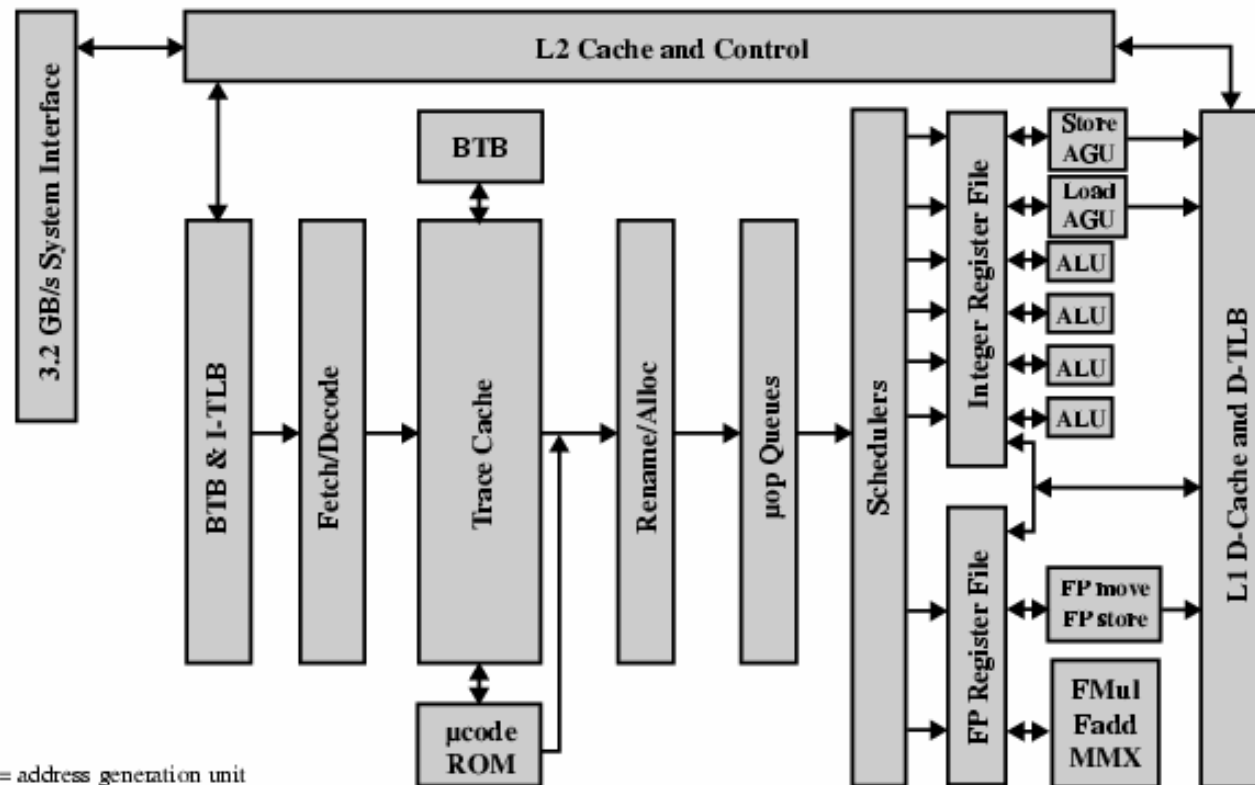 3.2 GB/s System Interface
L2 Cache and Control
BTB & I-TLB
Fetch/Decode
BTB
Trace Cache
µcode
ROM
Rename/Alloc
µop Queues
Schedulers
Integer Register File
FP Register File
Store
AGU
Load
AGU
ALU
ALU
ALU
ALU
FP move
FP store
FMul
Fadd
MMX
L1 D-Cache and D-TLB
= address generation unit